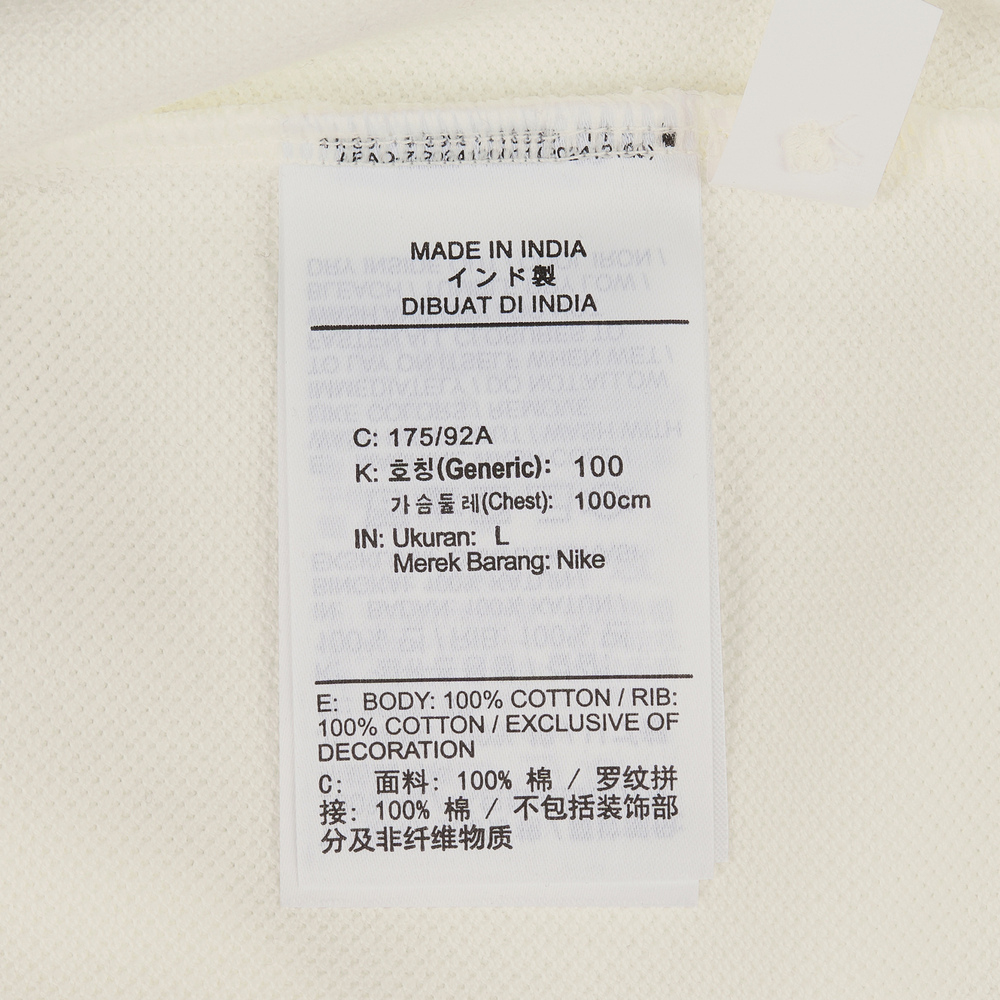 MADE IN INDIA
インド製
DIBUAT DI INDIA
C: 175/92A
K: 호칭(Generic): 100
가슴둘레(Chest): 100cm
IN: Ukuran: L
Merek Barang: Nike
E: BODY: 100% COTTON / RIB:
100% COTTON / EXCLUSIVE OF
DECORATION
C: 面料: 100% 棉 / 罗纹拼
接: 100% 棉 / 不包括装饰部
分及非纤维物质